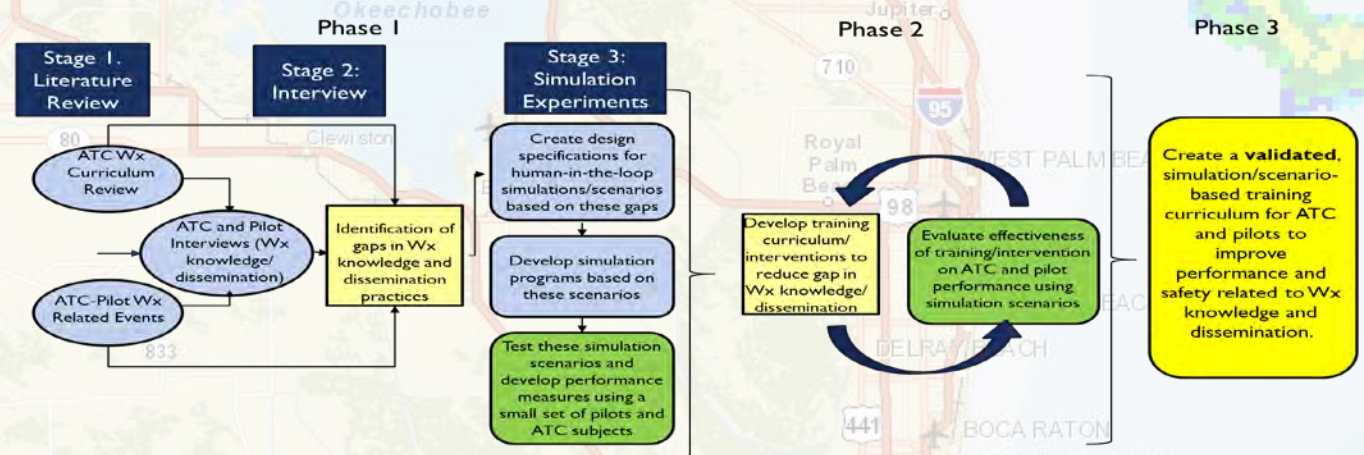 Okeechobee
Jupiter
Phase 1
Phase 2
Phase 3
Stage 1.
Literature
Review
Stage 2:
Interview
Stage 3:
Simulation
Experiments
710
95
80
Clewiston
ATC Wx
Curriculum
Review
ATC and Pilot
Interviews (Wx
knowledge/
dissemination)
ATC-Pilot Wx
Related Events
833
Identification of
gaps in Wx
knowledge and
dissemination
practices
Create design
specifications for
human-in-the-loop
simulations/scenarios
based on these gaps
Develop simulation
programs based on
these scenarios
Test these simulation
scenarios and
develop performance
measures using a
small set of pilots and
ATC subjects
Royal
Palm
Beac
WEST PALM BEA
98
Develop training
curriculum/
interventions to
reduce gap in
Wx knowledge/
dissemination
Evaluate effectiveness
of training/intervention
on ATC and pilot
performance using
simulation scenarios
EAC
DELRAY BEACH
441
BOCA RATON
Create a validated,
simulation/scenario-
based training
curriculum for ATC
and pilots to
improve
performance and
safety related to Wx
knowledge and
dissemination.